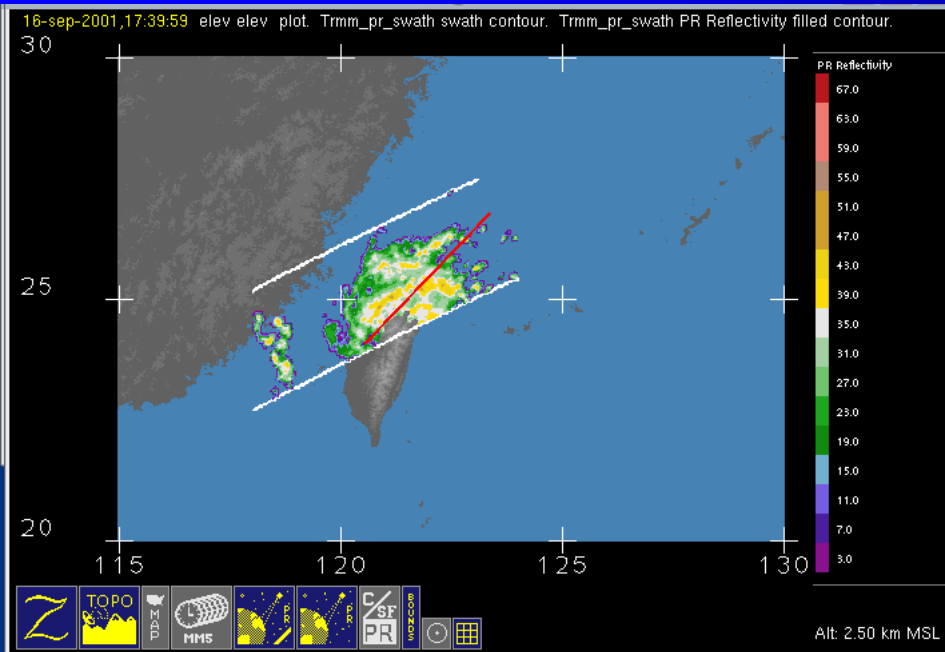 16-sep-2001,17:39:59 elev elev plot. Trmm_pr_swath swath contour. Trmm_pr_swath PR Reflectivity filled contour.
30
25
20
115 120 125 130
PR Reflectivity
67.0
63.0
59.0
55.0
51.0
47.0
43.0
39.0
35.0
31.0
27.0
23.0
19.0
15.0
11.0
7.0
3.0
Z
TOPO
MAP
MM5
PR
PR
C/SF
PR
BOUNDS
Alt: 2.50 km MSL